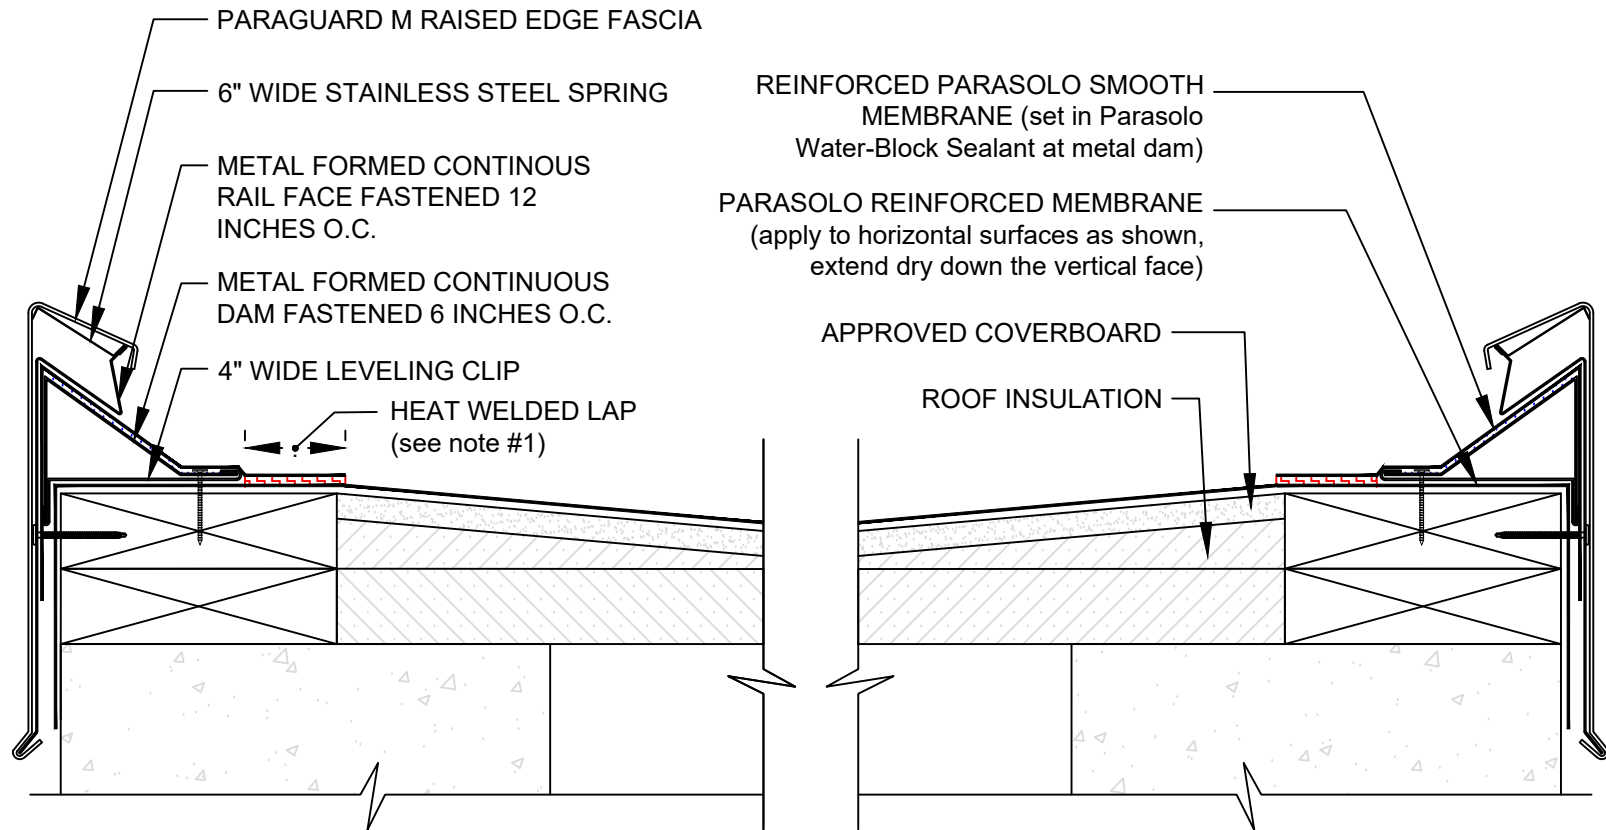 PARAGUARD M RAISED EDGE FASCIA
6" WIDE STAINLESS STEEL SPRING
METAL FORMED CONTINOUS
RAIL FACE FASTENED 12
INCHES O.C.
METAL FORMED CONTINUOUS
DAM FASTENED 6 INCHES O.C.
4" WIDE LEVELING CLIP
HEAT WELDED LAP
(see note #1)
REINFORCED PARASOLO SMOOTH
MEMBRANE (set in Parasolo
Water-Block Sealant at metal dam)
PARASOLO REINFORCED MEMBRANE
(apply to horizontal surfaces as shown,
extend dry down the vertical face)
APPROVED COVERBOARD
ROOF INSULATION